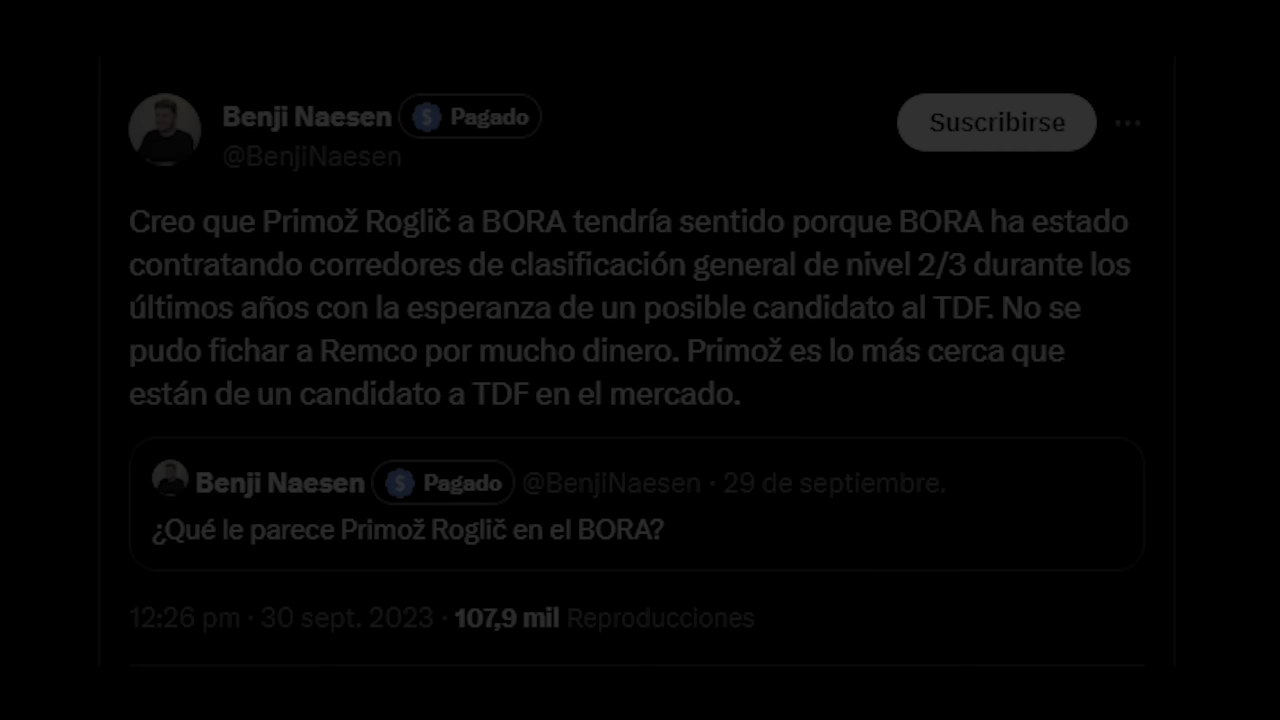 Benji Naesen Pagado
Suscribirse
@BenjiNaesen
Creo que Primož Roglič a BORA tendría sentido porque BORA ha estado
contratando corredores de clasificación general de nivel 2/3 durante los
últimos años con la esperanza de un posible candidato al TDF. No se
pudo fichar a Remco por mucho dinero. Primož es lo más cerca que
están de un candidato a TDF en el mercado.
Benji Naesen Pagado @BenjiNaesen · 29 de septiembre.
¿Qué le parece Primož Roglič en el BORA?
12:26 pm · 30 sept. 2023 · 107,9 mil Reproducciones